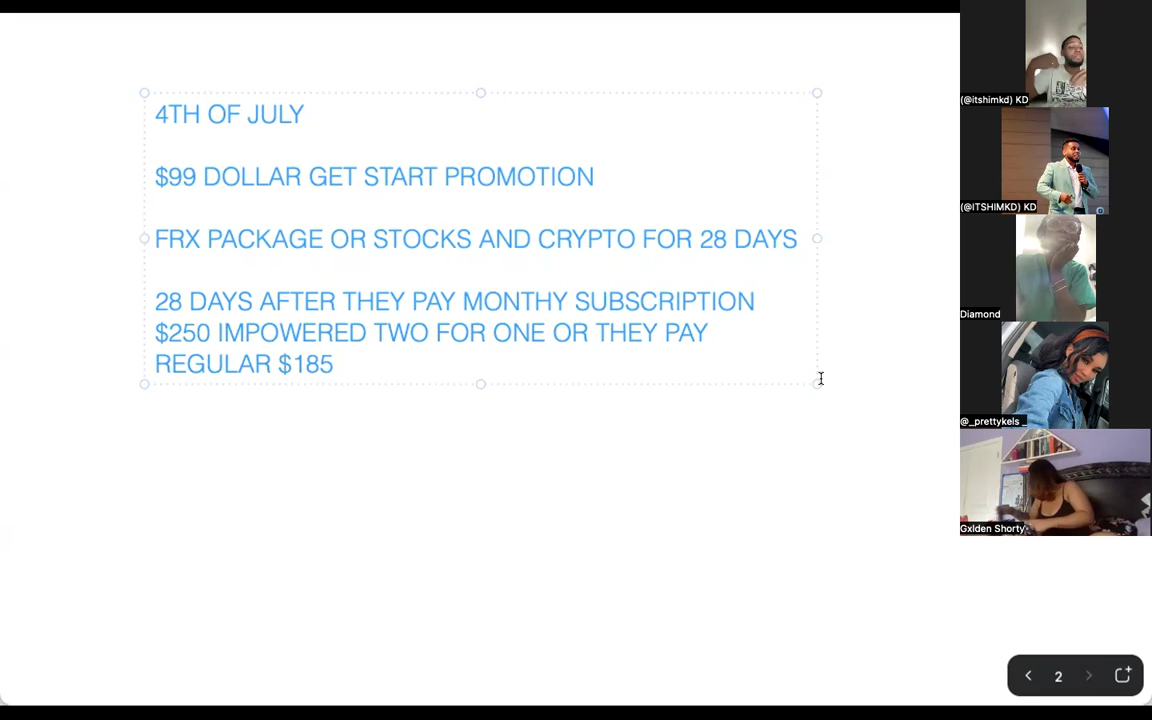 4TH OF JULY
$99 DOLLAR GET START PROMOTION
FRX PACKAGE OR STOCKS AND CRYPTO FOR 28 DAYS
28 DAYS AFTER THEY PAY MONTHY SUBSCRIPTION
$250 IMPOWERED TWO FOR ONE OR THEY PAY
REGULAR $185
(@itshimkd) KD
(@ITSHIMKD) KD
Diamond
@_prettykels_
Gxlden Shorty
2